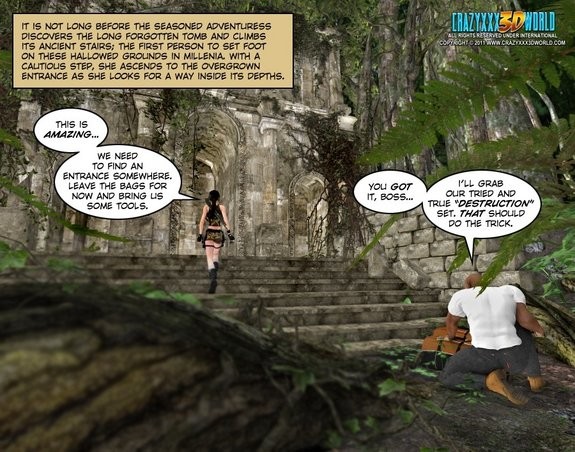 IT IS NOT LONG BEFORE THE SEASONED ADVENTURESS
DISCOVERS THE LONG FORGOTTEN TOMB AND CLIMBS
ITS ANCIENT STAIRS; THE FIRST PERSON TO SET FOOT
ON THESE HALLOWED GROUNDS IN MILLENIA. WITH A
CAUTIOUS STEP, SHE ASCENDS TO THE OVERGROWN
ENTRANCE AS SHE LOOKS FOR A WAY INSIDE ITS DEPTHS.
CRAZYXXX3DWORLD
ALL RIGHTS RESERVED UNDER INTERNATIONAL
COPYRIGHT © 2011 WWW.CRAZYXXX3DWORLD.COM
THIS IS
AMAZING...
WE NEED
TO FIND AN
ENTRANCE SOMEWHERE.
LEAVE THE BAGS FOR
NOW AND BRING US
SOME TOOLS.
YOU GOT
IT, BOSS...
I'LL GRAB
OUR TRIED AND
TRUE "DESTRUCTION"
SET. THAT SHOULD
DO THE TRICK.